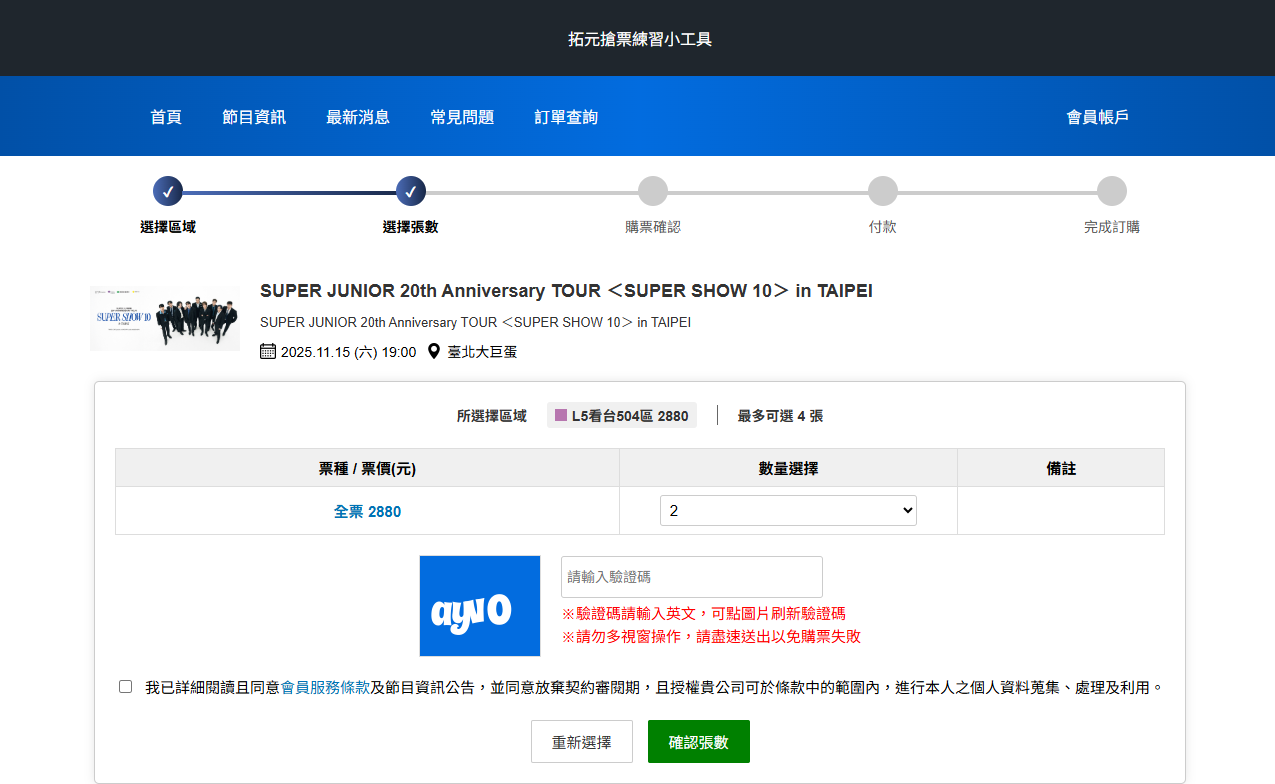 拓元搶票練習小工具
首頁 節目資訊 最新消息 常見問題 訂單查詢 會員帳戶
選擇區域 選擇張數 購票確認 付款 完成訂購
SUPER JUNIOR 20th Anniversary TOUR ＜SUPER SHOW 10＞ in TAIPEI
SUPER JUNIOR 20th Anniversary TOUR ＜SUPER SHOW 10＞ in TAIPEI
SUPER SHOW 10
2025.11.15 (六) 19:00 臺北大巨蛋
所選擇區域 L5看台504區 2880 最多可選 4 張
票種 / 票價(元) 數量選擇 備註
全票 2880 2
請輸入驗證碼
※驗證碼請輸入英文，可點圖片刷新驗證碼
※請勿多視窗操作，請盡速送出以免購票失敗
我已詳細閱讀且同意會員服務條款及節目資訊公告，並同意放棄契約審閱期，且授權貴公司可於條款中的範圍內，進行本人之個人資料蒐集、處理及利用。
重新選擇 確認張數